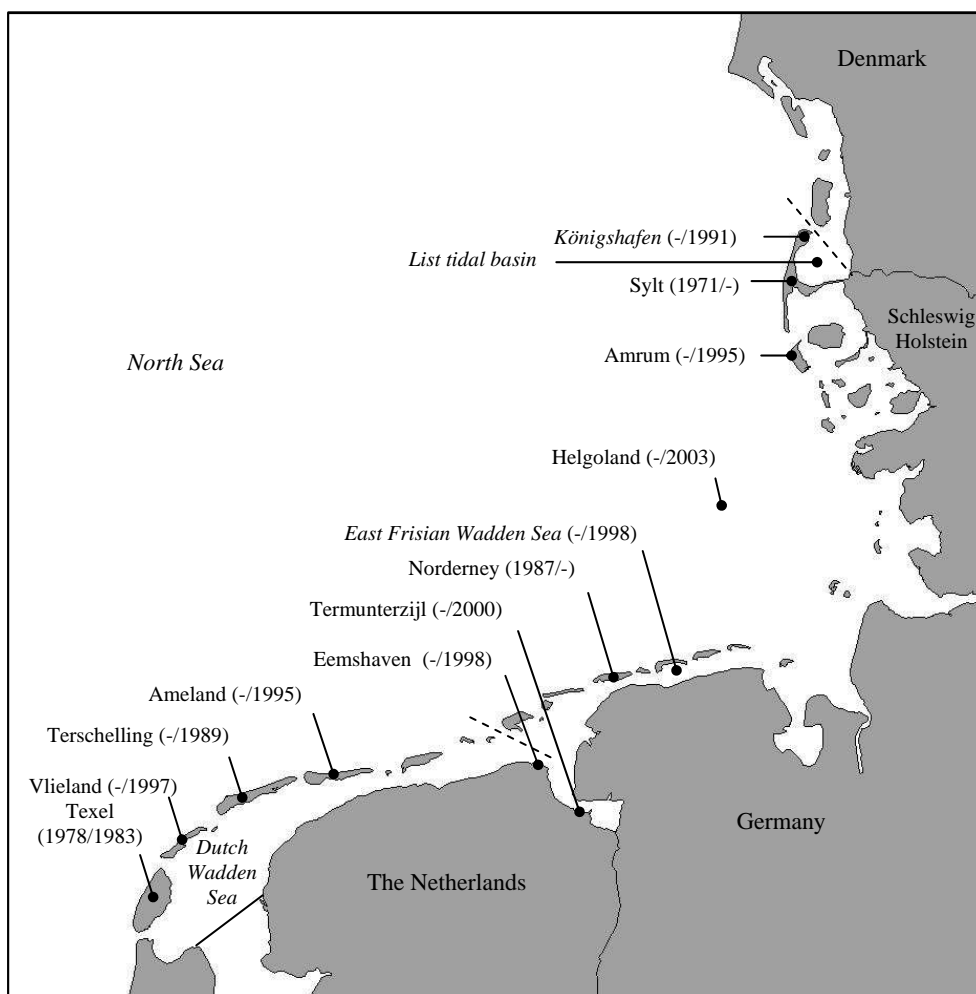 Denmark
Königshafen (-/1991)
List tidal basin
Sylt (1971/-)
Schleswig
Holstein
Amrum (-/1995)
North Sea
Helgoland (-/2003)
East Frisian Wadden Sea (-/1998)
Norderney (1987/-)
Termunterzijl (-/2000)
Eemshaven (-/1998)
Ameland (-/1995)
Terschelling (-/1989)
Vlieland (-/1997)
Texel
(1978/1983)
Dutch
Wadden
Sea
The Netherlands
Germany